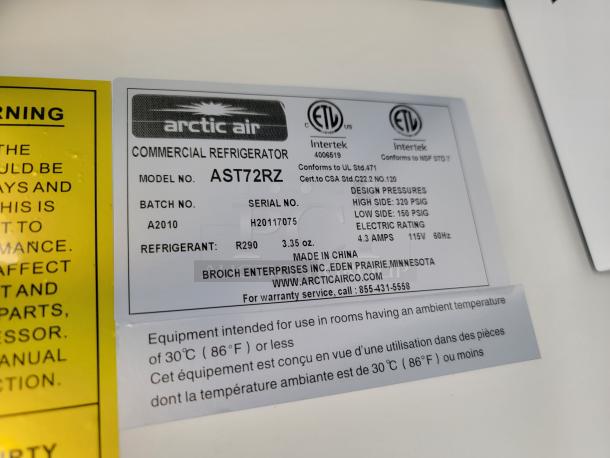 RNING
THE
ULD BE
AYS AND
HIS IS
T TO
MANCE.
AFFECT
T AND
PARTS,
ESSOR.
ANUAL
CTION.
IRTY
arctic air
COMMERCIAL REFRIGERATOR
MODEL NO. AST72RZ
C ETL US
Intertek
4006519
Conforms to UL Std.471
Cert.to CSA Std.C22.2 NO.120
ETL
Intertek
Conforms to NSF STD.7
BATCH NO. SERIAL NO.
A2010 H20117075
DESIGN PRESSURES
HIGH SIDE: 320 PSIG
LOW SIDE: 150 PSIG
ELECTRIC RATING
4.3 AMPS 115V 60Hz
REFRIGERANT: R290 3.35 oz.
MADE IN CHINA
BROICH ENTERPRISES INC.,EDEN PRAIRIE,MINNESOTA
WWW.ARCTICAIRCO.COM
For warranty service, call : 855-431-5558
Equipment intended for use in rooms having an ambient temperature
of 30℃ ( 86°F ) or less
Cet équipement est conçu en vue d'une utilisation dans des pièces
dont la température ambiante est de 30℃ ( 86°F ) ou moins